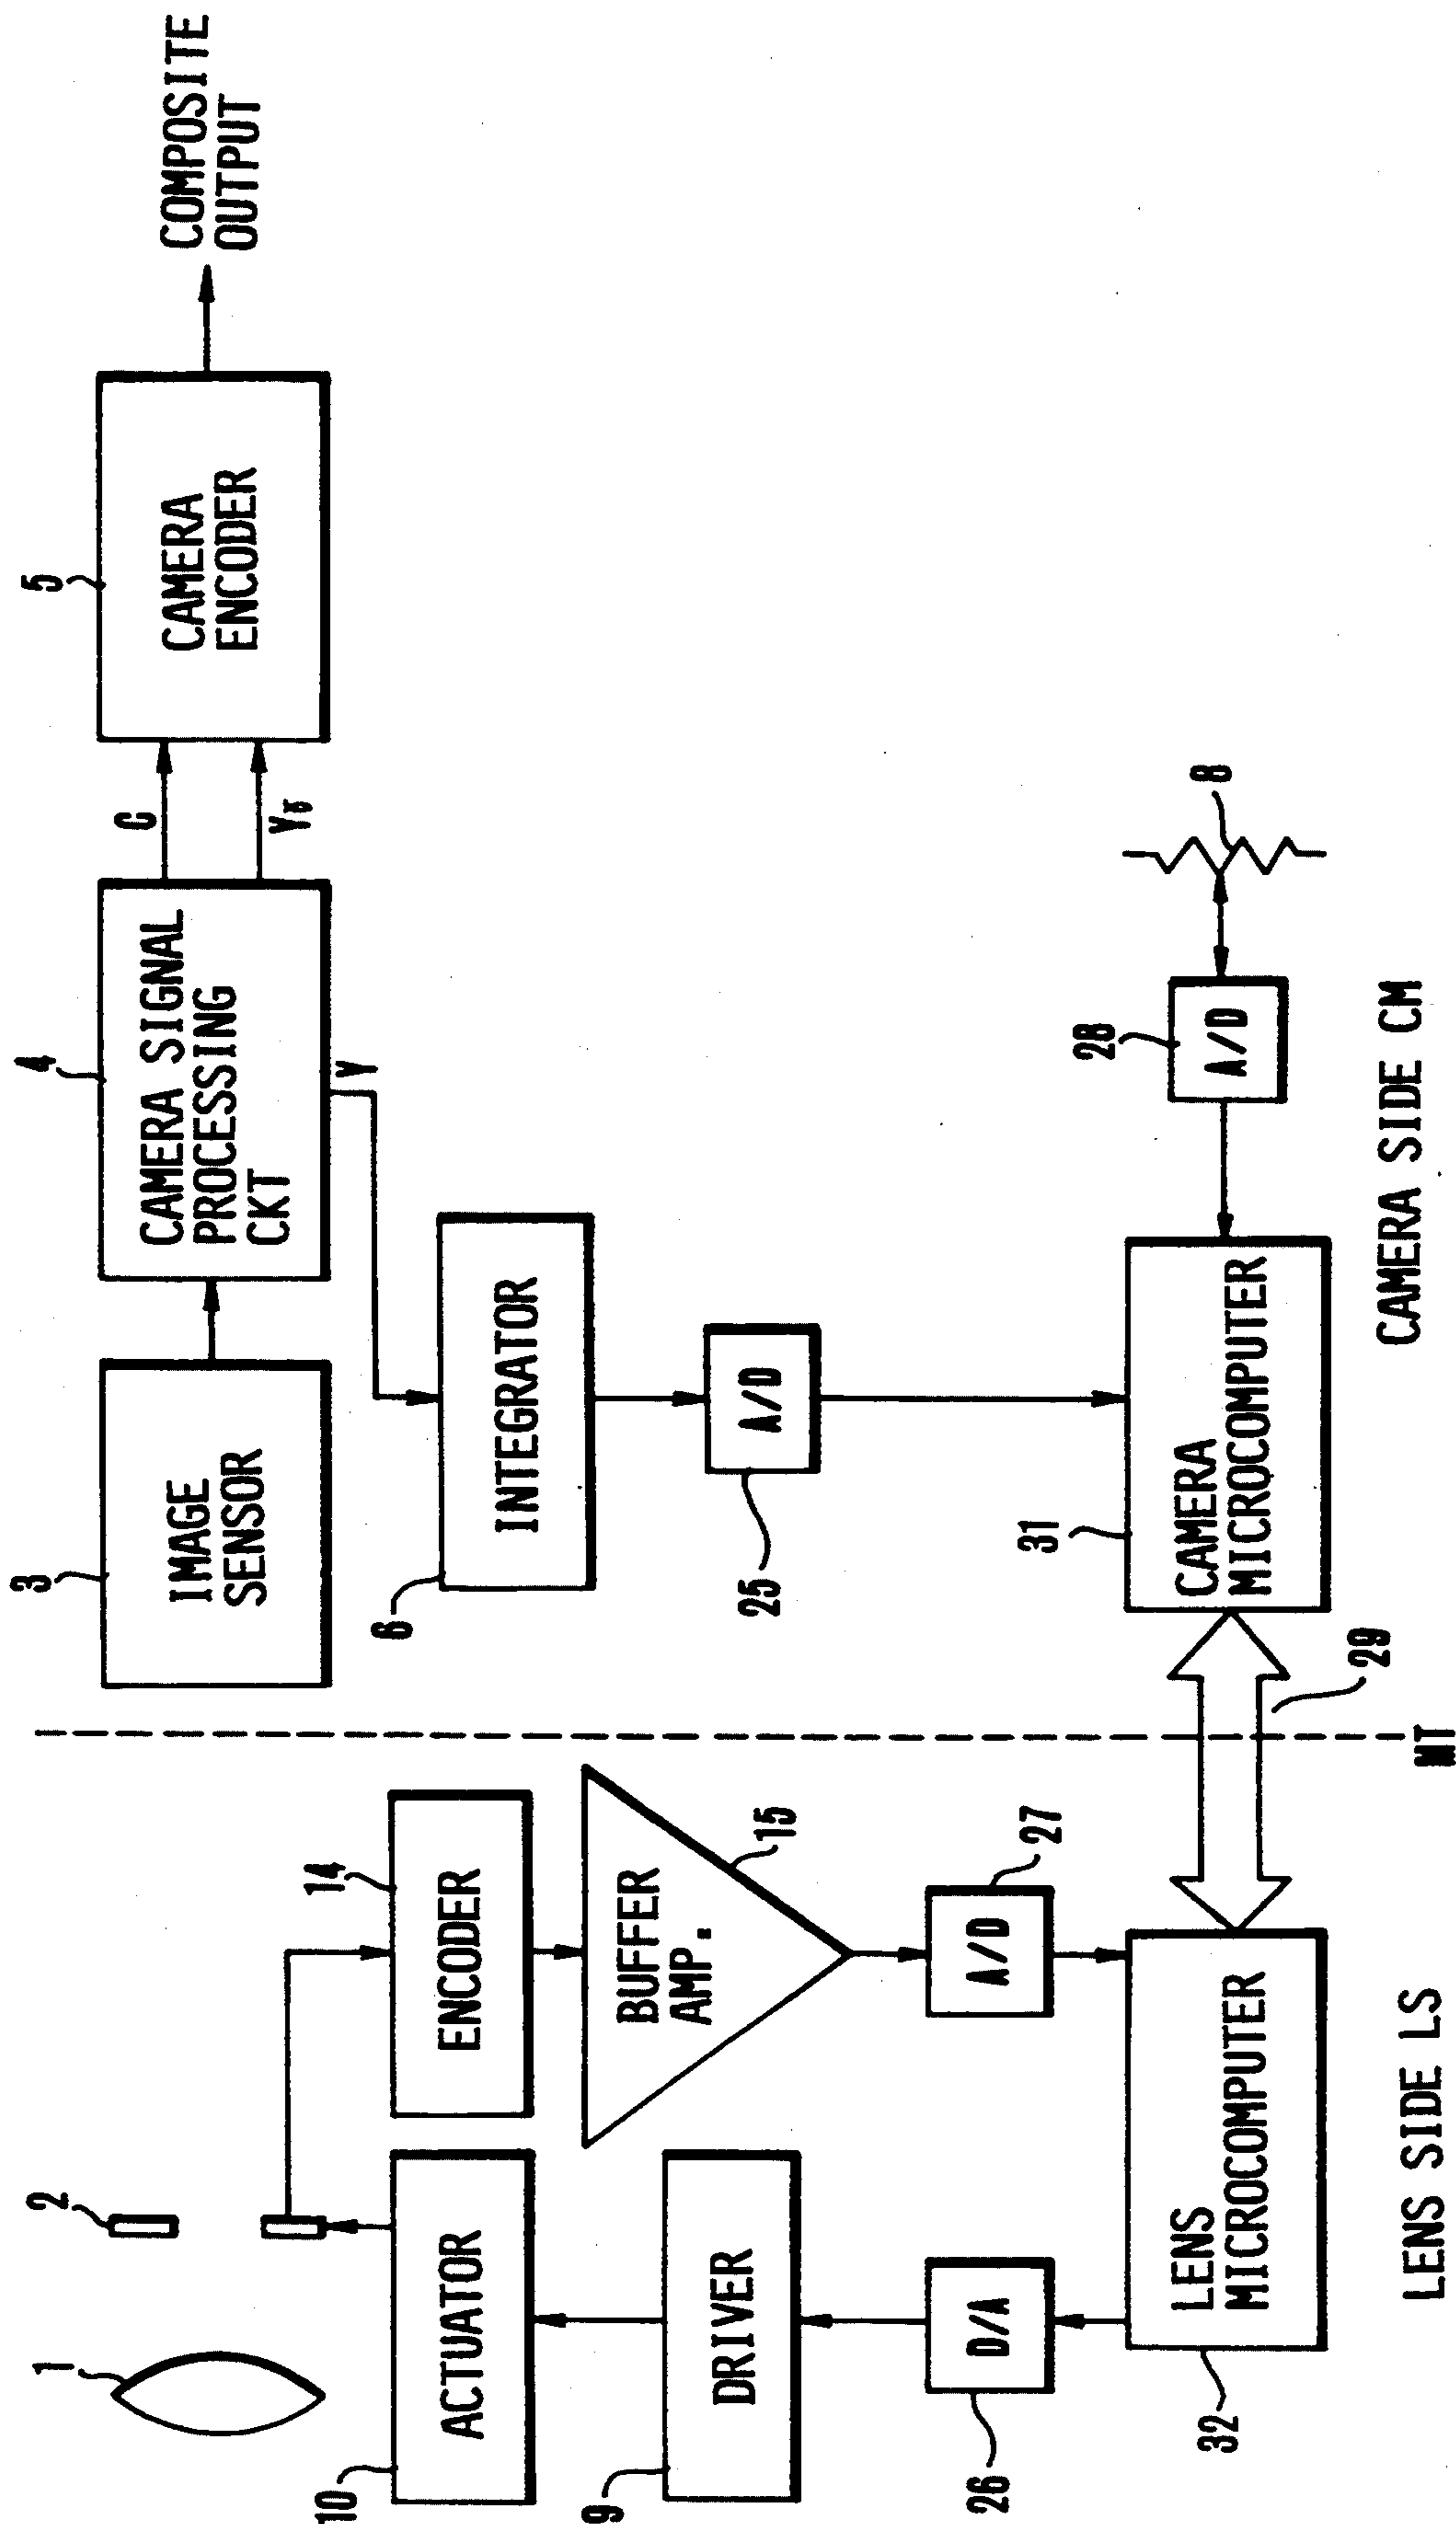 1
2
3
IMAGE
SENSOR
4
CAMERA SIGNAL
PROCESSING
CKT
C
Yγ
Y
5
CAMERA
ENCODER
COMPOSITE
OUTPUT
10
ACTUATOR
14
ENCODER
6
INTEGRATOR
9
DRIVER
BUFFER
AMP.
15
25
A/D
26
D/A
27
A/D
28
A/D
8
32
LENS
MICROCOMPUTER
29
31
CAMERA
MICROCOMPUTER
LENS SIDE LS
MT
CAMERA SIDE CM